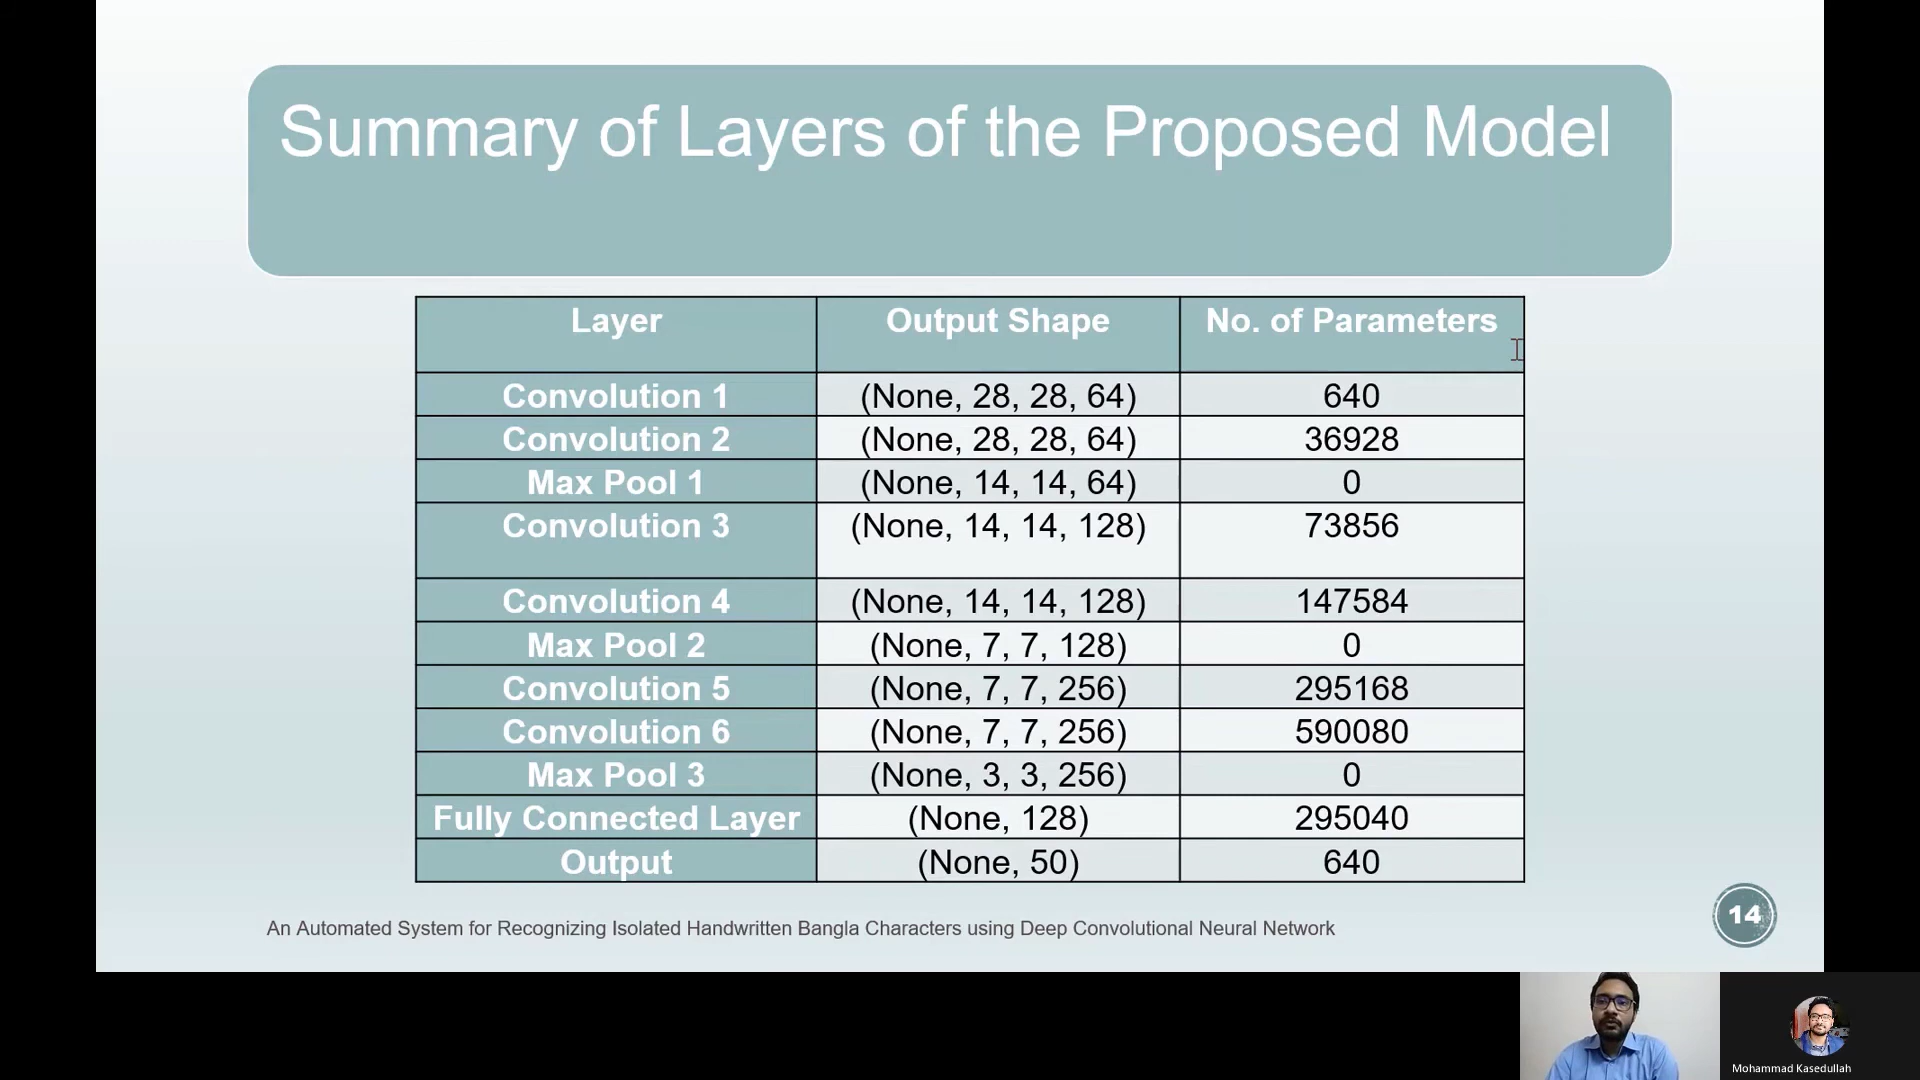 Summary of Layers of the Proposed Model
Layer Output Shape No. of Parameters
Convolution 1 (None, 28, 28, 64) 640
Convolution 2 (None, 28, 28, 64) 36928
Max Pool 1 (None, 14, 14, 64) 0
Convolution 3 (None, 14, 14, 128) 73856
Convolution 4 (None, 14, 14, 128) 147584
Max Pool 2 (None, 7, 7, 128) 0
Convolution 5 (None, 7, 7, 256) 295168
Convolution 6 (None, 7, 7, 256) 590080
Max Pool 3 (None, 3, 3, 256) 0
Fully Connected Layer (None, 128) 295040
Output (None, 50) 640
An Automated System for Recognizing Isolated Handwritten Bangla Characters using Deep Convolutional Neural Network
14
Mohammad Kasedullah